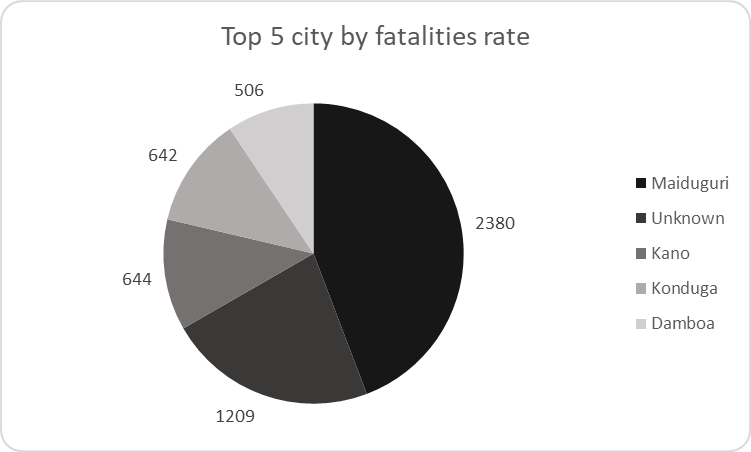 Top 5 city by fatalities rate
506
642
2380
644
1209
Maiduguri
Unknown
Kano
Konduga
Damboa